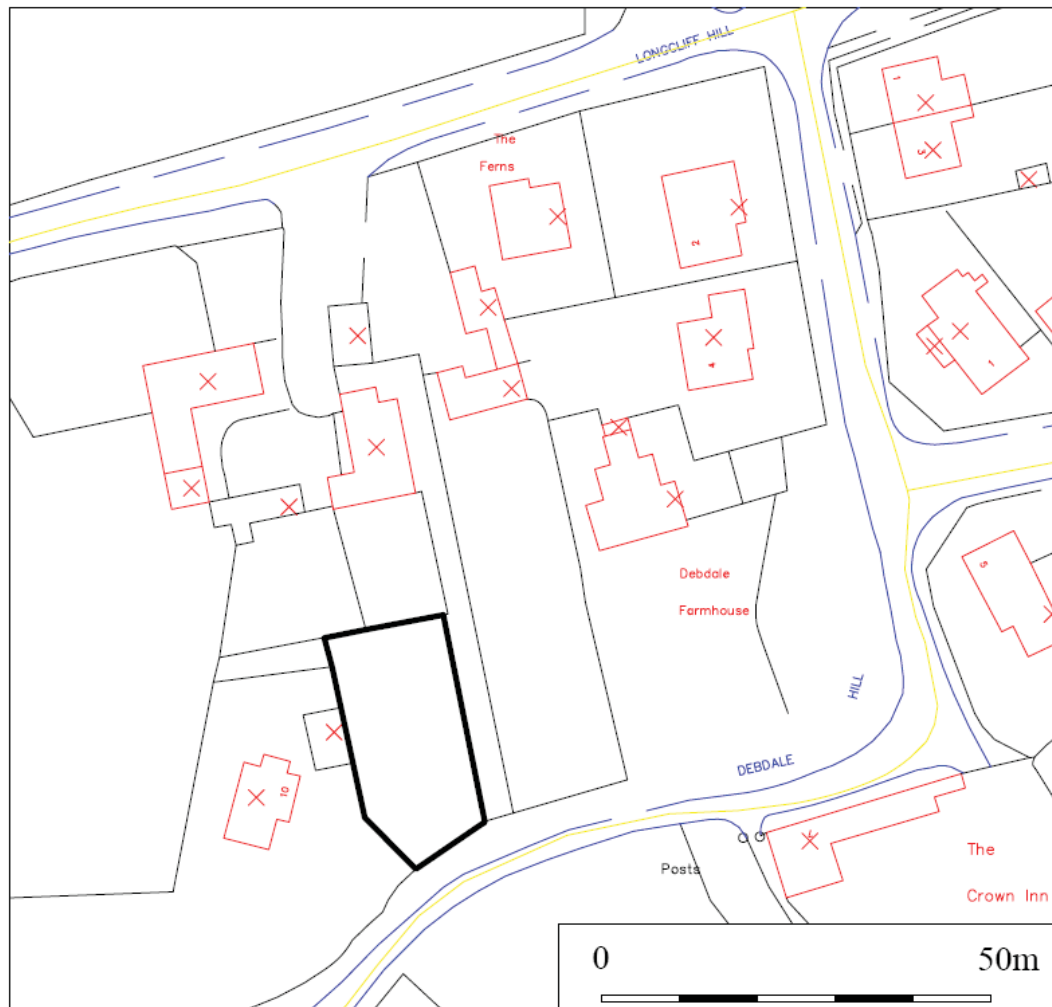 LONGCLIFF HILL
The
Ferns
1
3
2
4
1
5
Debdale
Farmhouse
HILL
DEBDALE
10
Posts
The
Crown Inn
0 50m